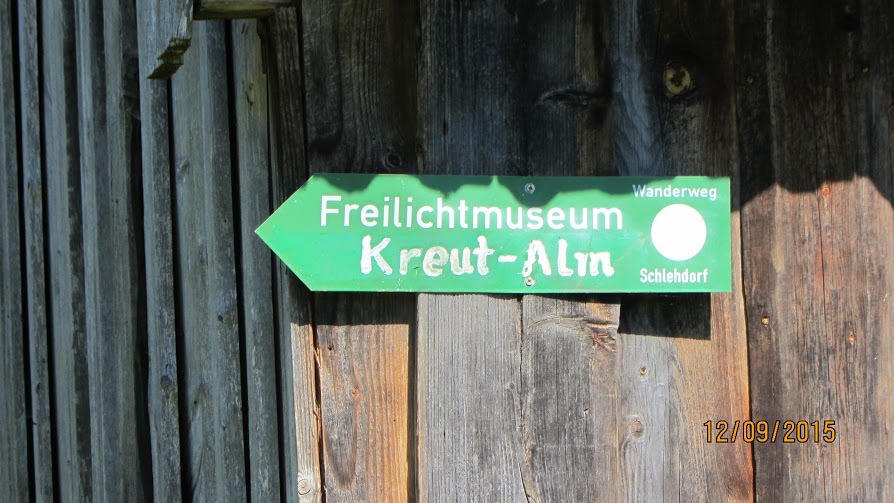 Freilichtmuseum
Kreut-Alm
Wanderweg
Schlehdorf
12/09/2015